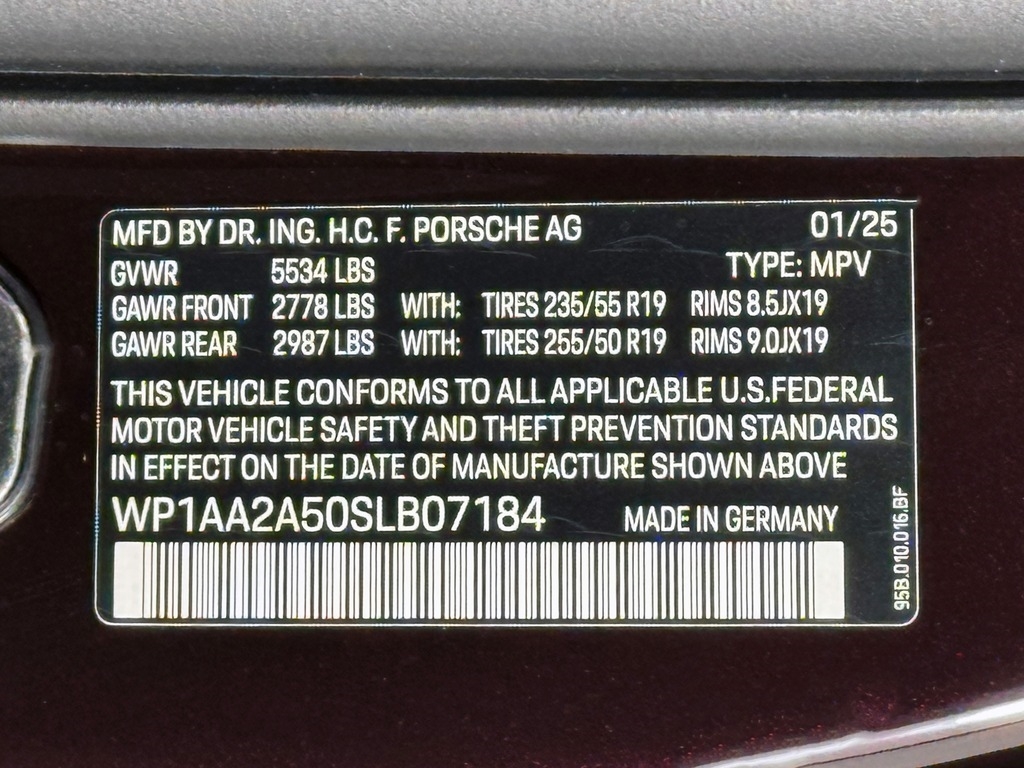 MFD BY DR. ING. H.C. F. PORSCHE AG 01/25
GVWR 5534 LBS TYPE: MPV
GAWR FRONT 2778 LBS WITH: TIRES 235/55 R19 RIMS 8.5JX19
GAWR REAR 2987 LBS WITH: TIRES 255/50 R19 RIMS 9.0JX19
THIS VEHICLE CONFORMS TO ALL APPLICABLE U.S.FEDERAL
MOTOR VEHICLE SAFETY AND THEFT PREVENTION STANDARDS
IN EFFECT ON THE DATE OF MANUFACTURE SHOWN ABOVE
WP1AA2A50SLB07184 MADE IN GERMANY
95B.010.016.BF